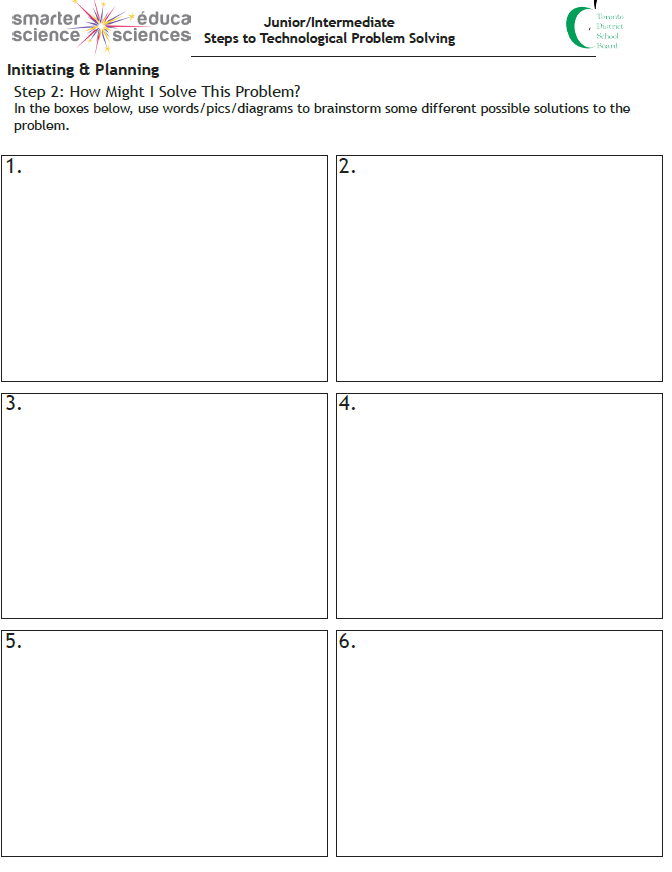 smarter éduca
science sciences
Junior/Intermediate
Steps to Technological Problem Solving
Toronto
District
School
Board
Initiating & Planning
Step 2: How Might I Solve This Problem?
In the boxes below, use words/pics/diagrams to brainstorm some different possible solutions to the
problem.
1.
2.
3.
4.
5.
6.